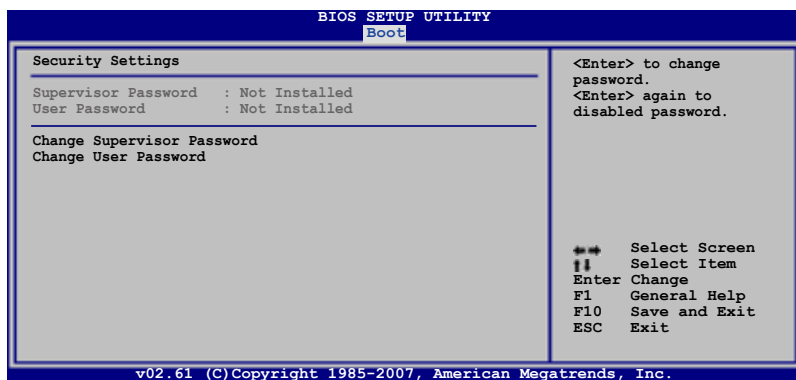 BIOS SETUP UTILITY
Boot
Security Settings
Supervisor Password : Not Installed
User Password : Not Installed
Change Supervisor Password
Change User Password
<Enter> to change
password.
<Enter> again to
disabled password.
Select Screen
Select Item
Enter Change
F1 General Help
F10 Save and Exit
ESC Exit
v02.61 (C)Copyright 1985-2007, American Megatrends, Inc.